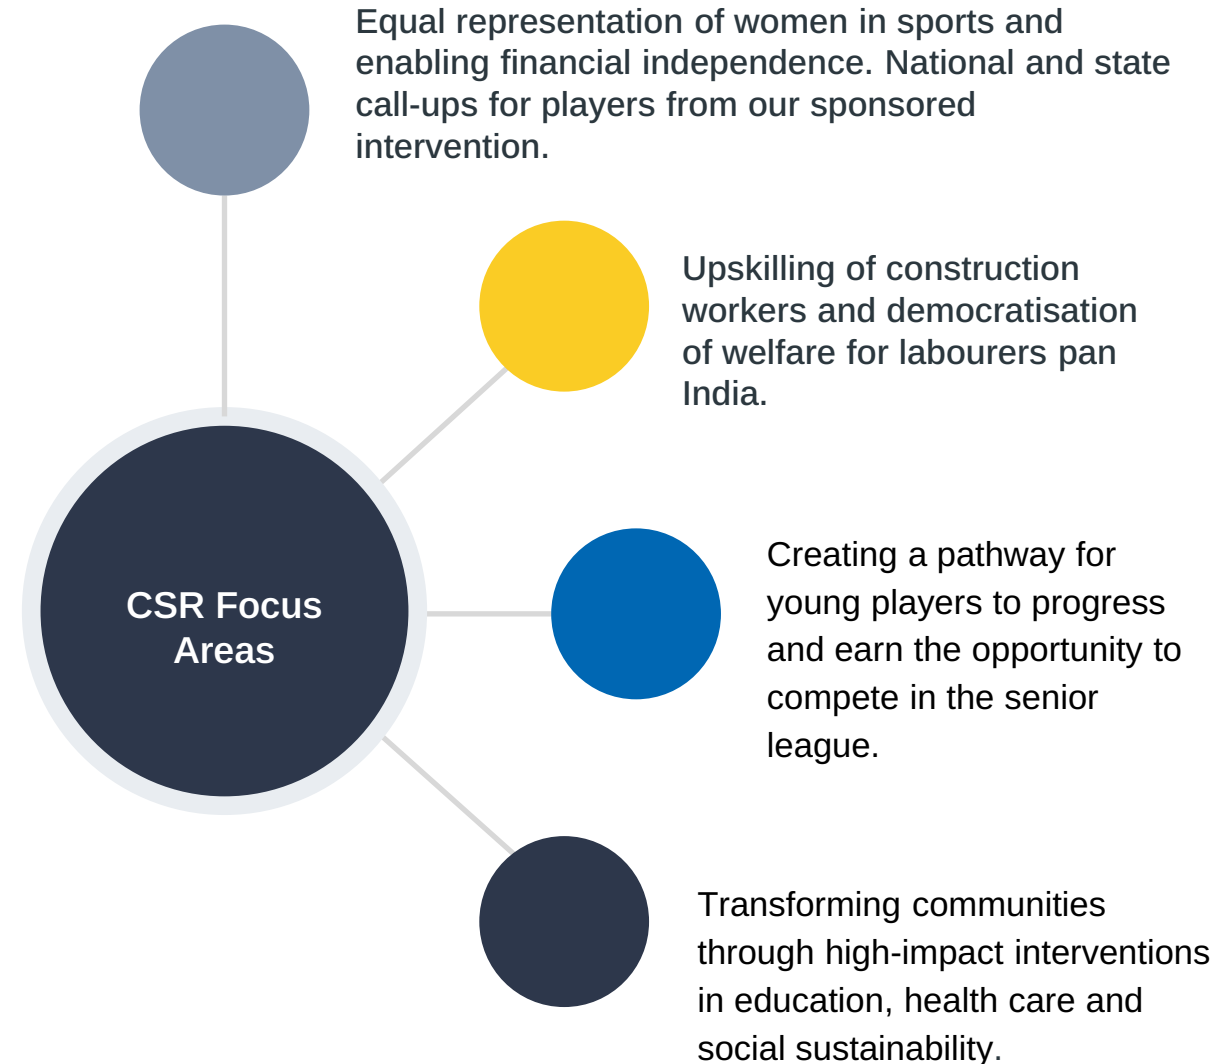 Equal representation of women in sports and
enabling financial independence. National and state
call-ups for players from our sponsored
intervention.
Upskilling of construction
workers and democratisation
of welfare for labourers pan
India.
CSR Focus
Areas
Creating a pathway for
young players to progress
and earn the opportunity to
compete in the senior
league.
Transforming communities
through high-impact interventions
in education, health care and
social sustainability.